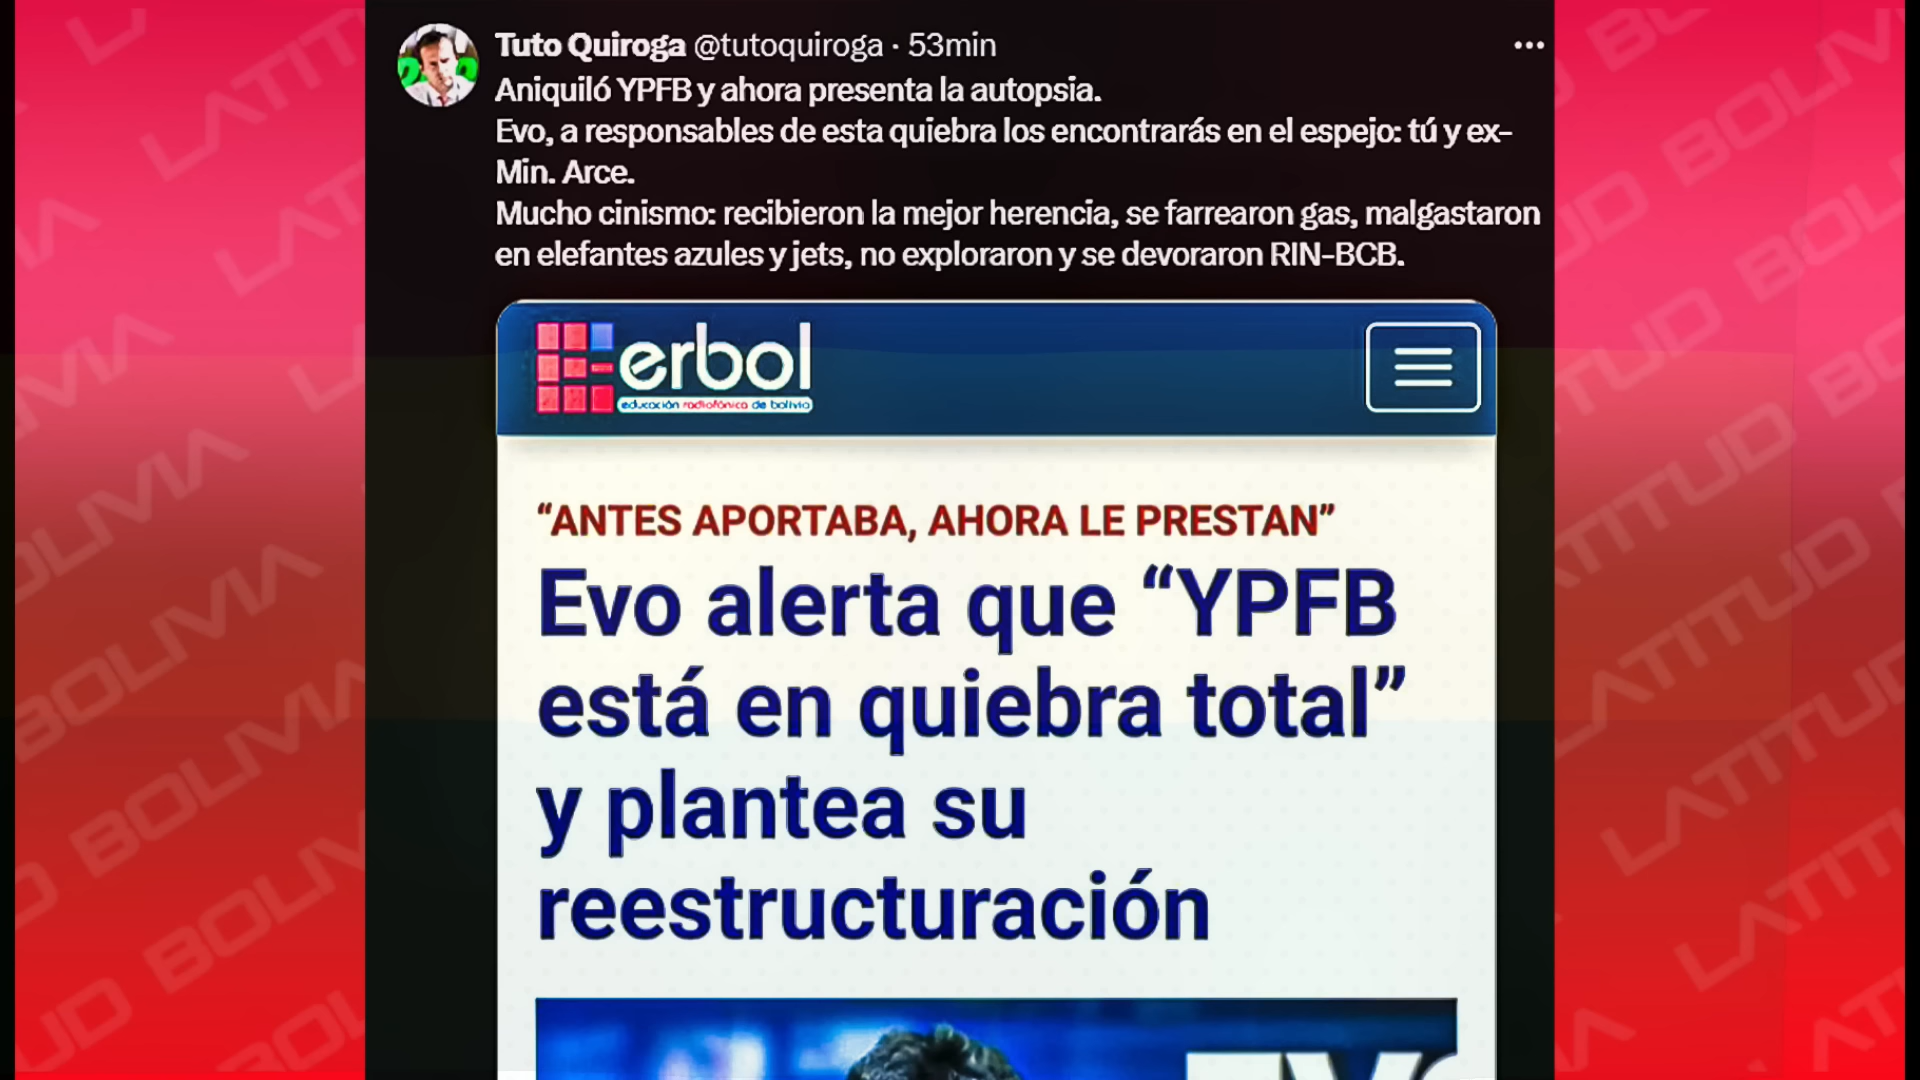 Tuto Quiroga @tutoquiroga · 53min
Aniquiló YPFB y ahora presenta la autopsia.
Evo, a responsables de esta quiebra los encontrarás en el espejo: tú y ex-
Min. Arce.
Mucho cinismo: recibieron la mejor herencia, se farrearon gas, malgastaron
en elefantes azules y jets, no exploraron y se devoraron RIN-BCB.
erbol
educación radiofónica de bolivia
“ANTES APORTABA, AHORA LE PRESTAN”
Evo alerta que “YPFB
está en quiebra total”
y plantea su
reestructuración
LATITUD BOLIVIA